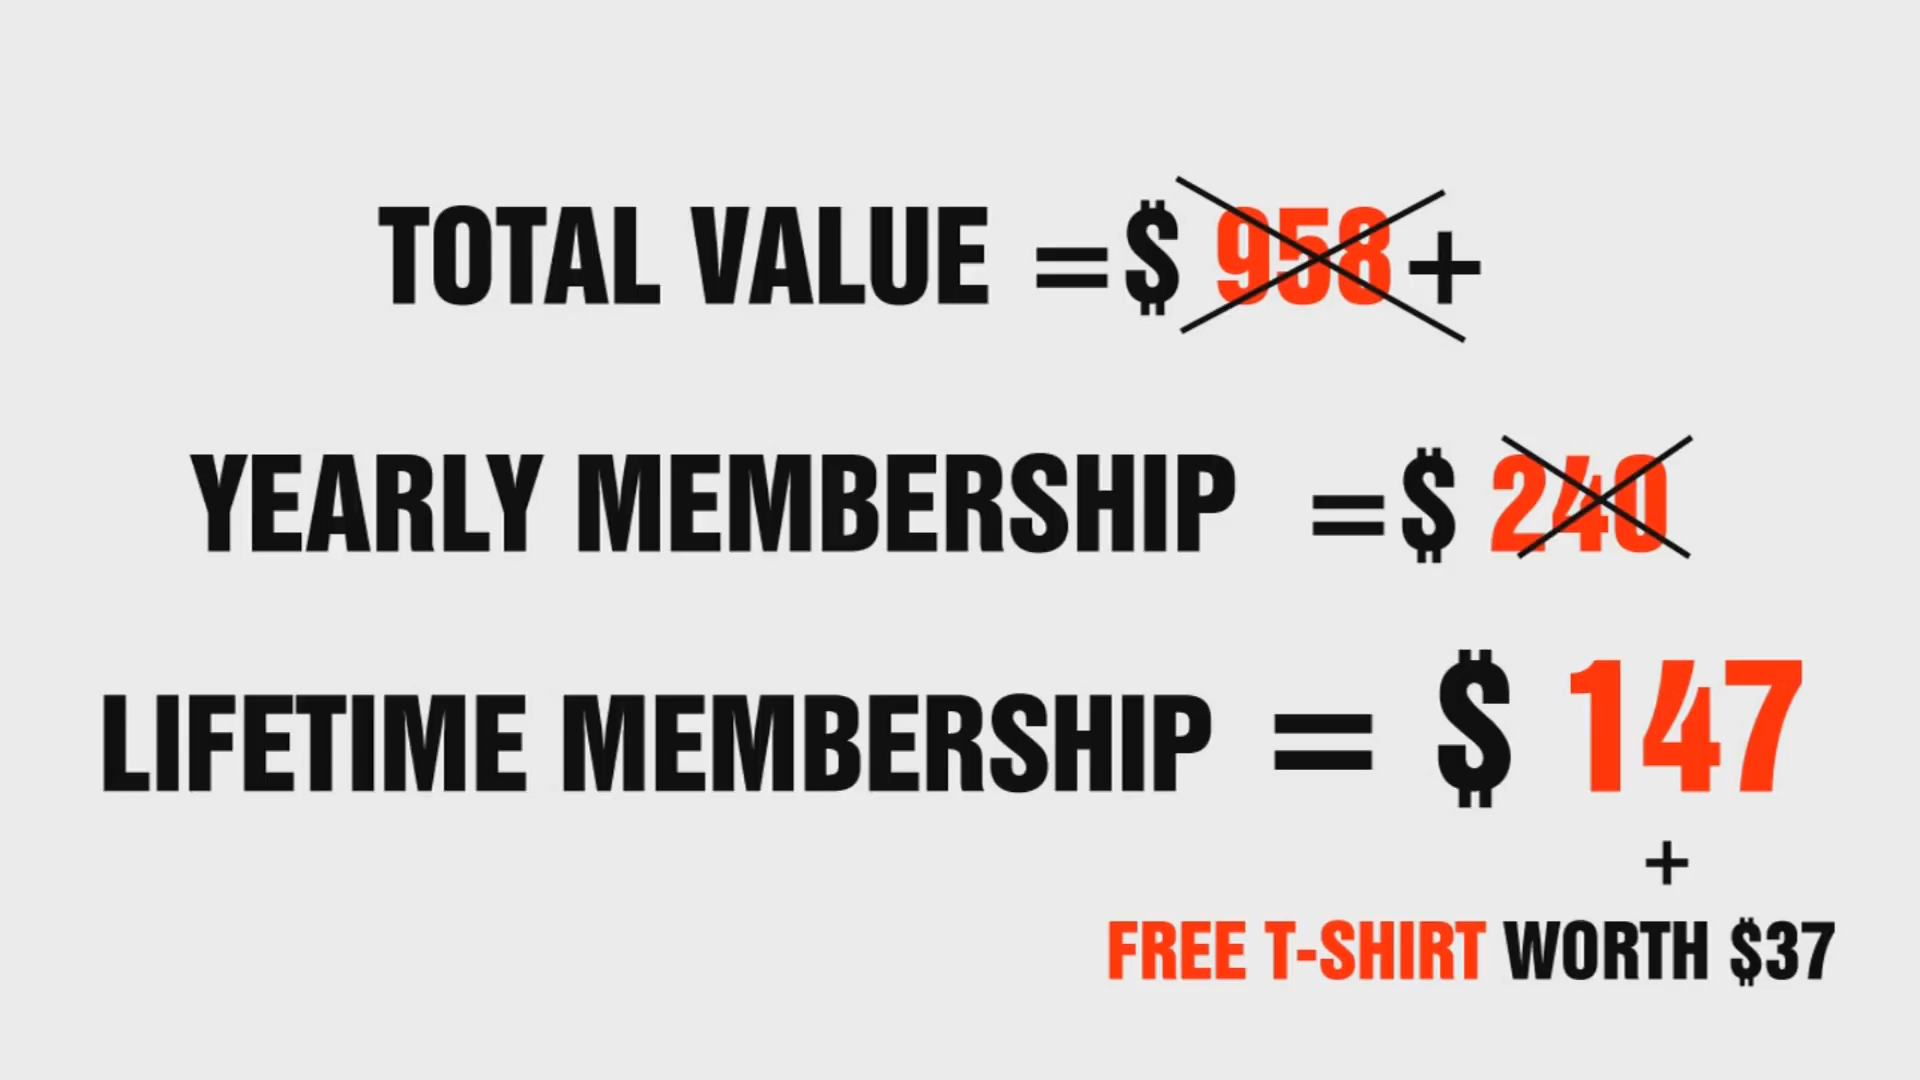 TOTAL VALUE =$ 958+
YEARLY MEMBERSHIP =$ 240
LIFETIME MEMBERSHIP = $ 147
+
FREE T-SHIRT WORTH $37